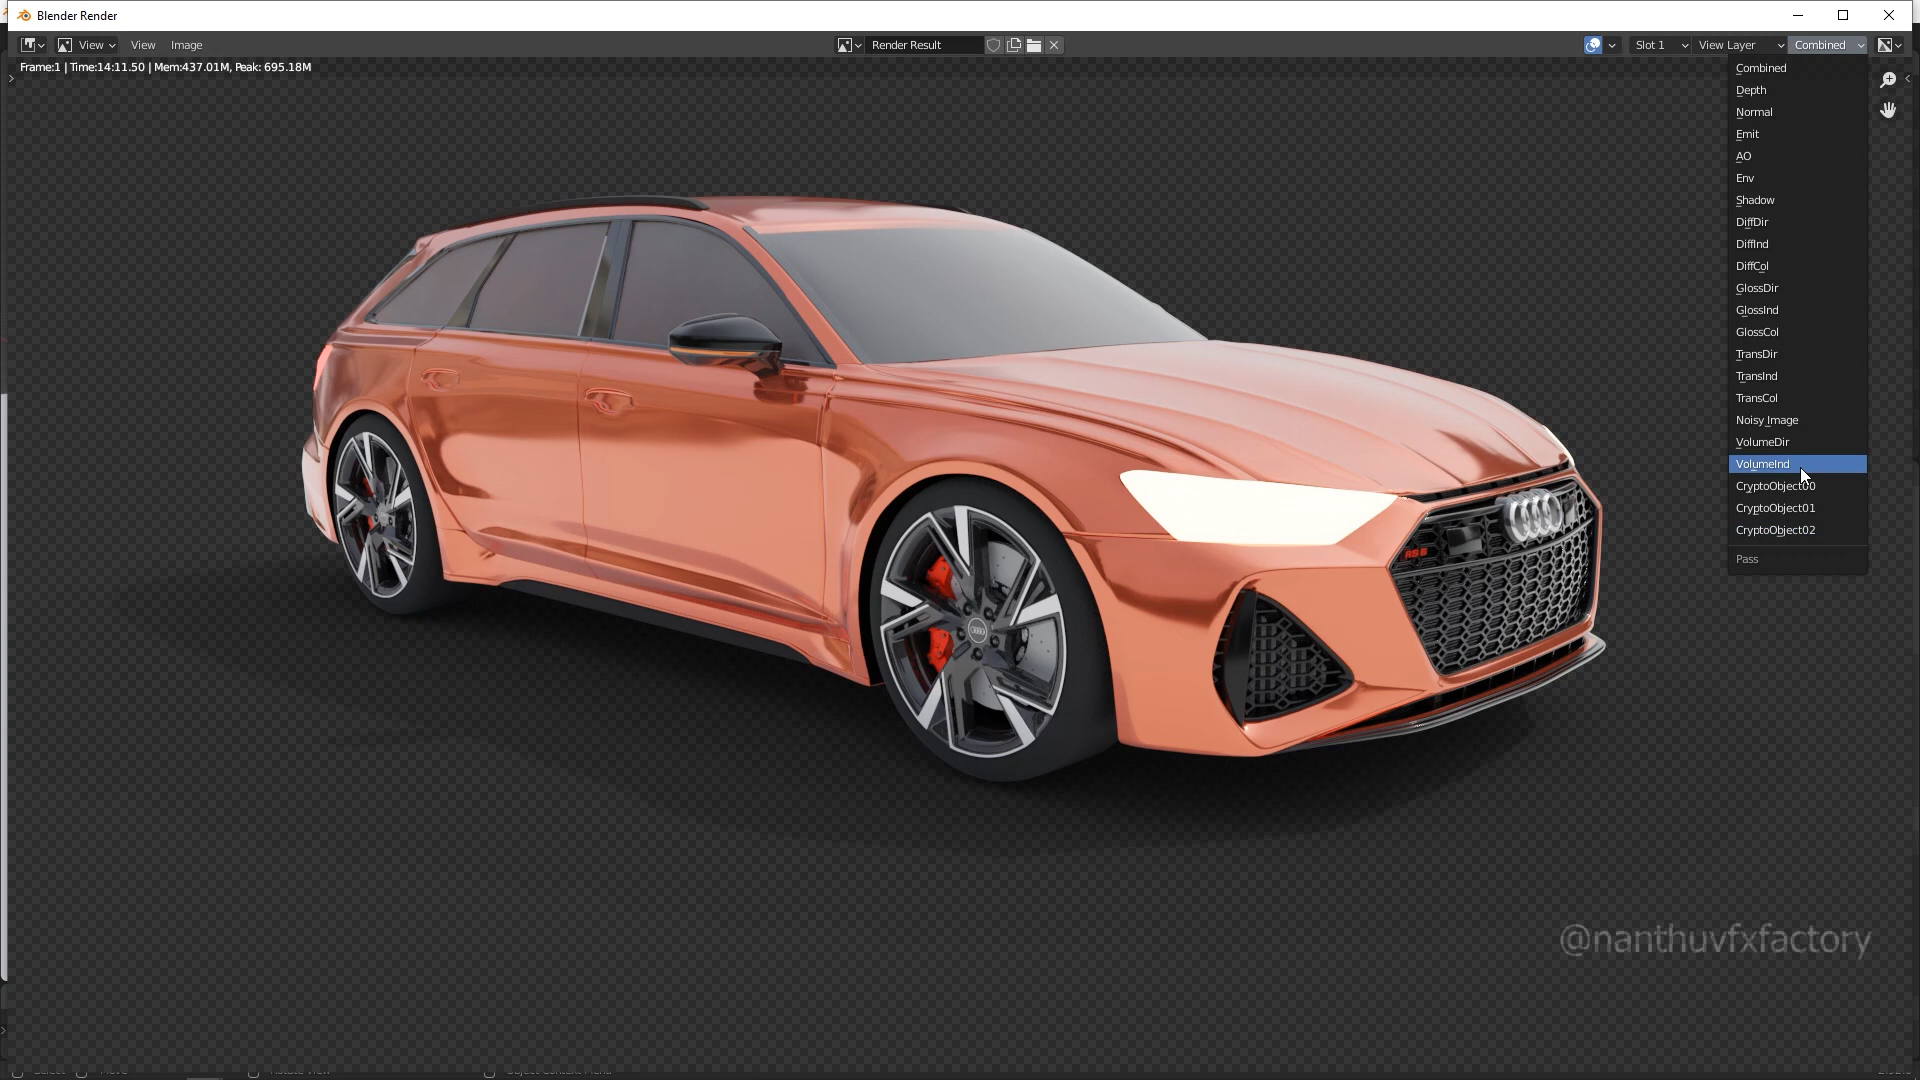 Blender Render
View View Image Render Result Slot 1 View Layer Combined
Frame:1 | Time:14:11.50 | Mem:437.01M, Peak: 695.18M
Combined
Depth
Normal
Emit
AO
Env
Shadow
DiffDir
DiffInd
DiffCol
GlossDir
GlossInd
GlossCol
TransDir
TransInd
TransCol
Noisy Image
VolumeDir
VolumeInd
CryptoObject00
CryptoObject01
CryptoObject02
Pass
RS 6
@nanthuvfxfactory